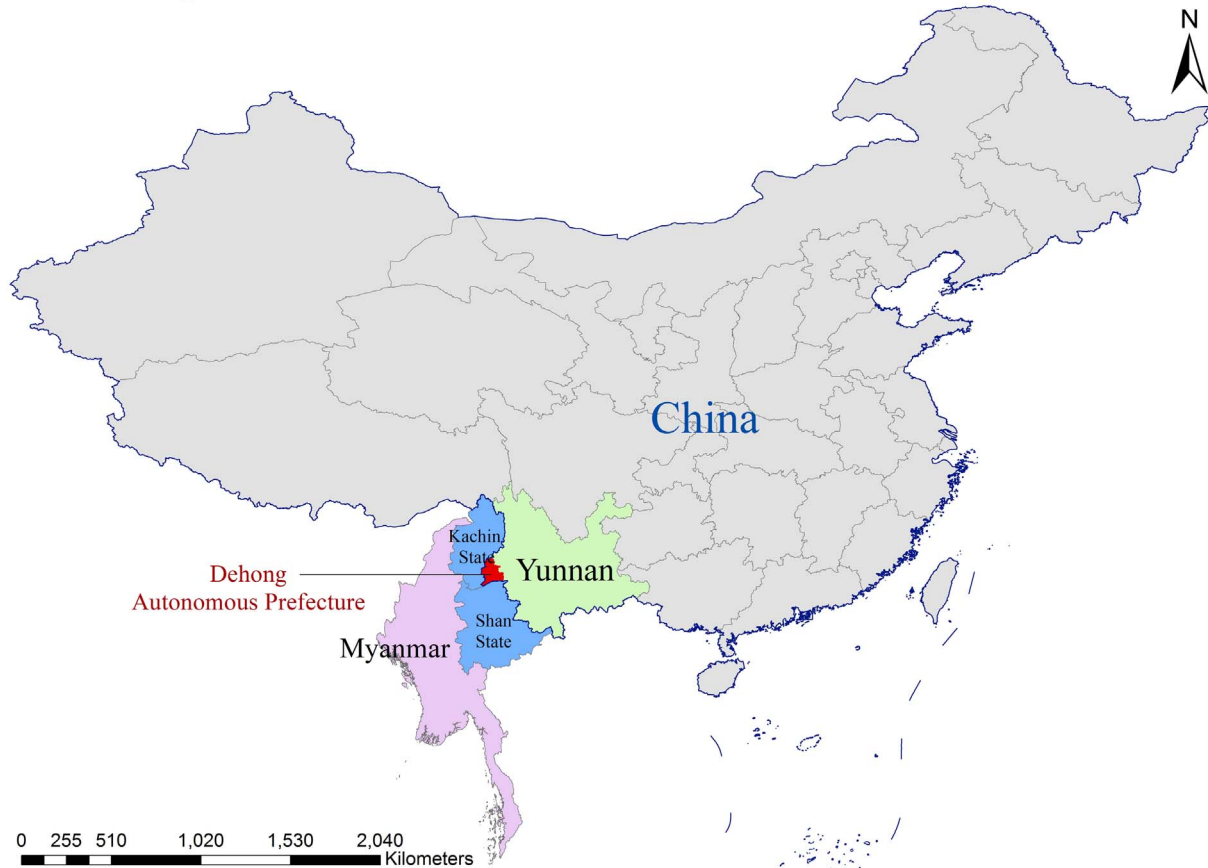 N
China
Kachin
State
Dehong
Autonomous Prefecture
Yunnan
Shan
State
Myanmar
0 255 510 1,020 1,530 2,040
Kilometers